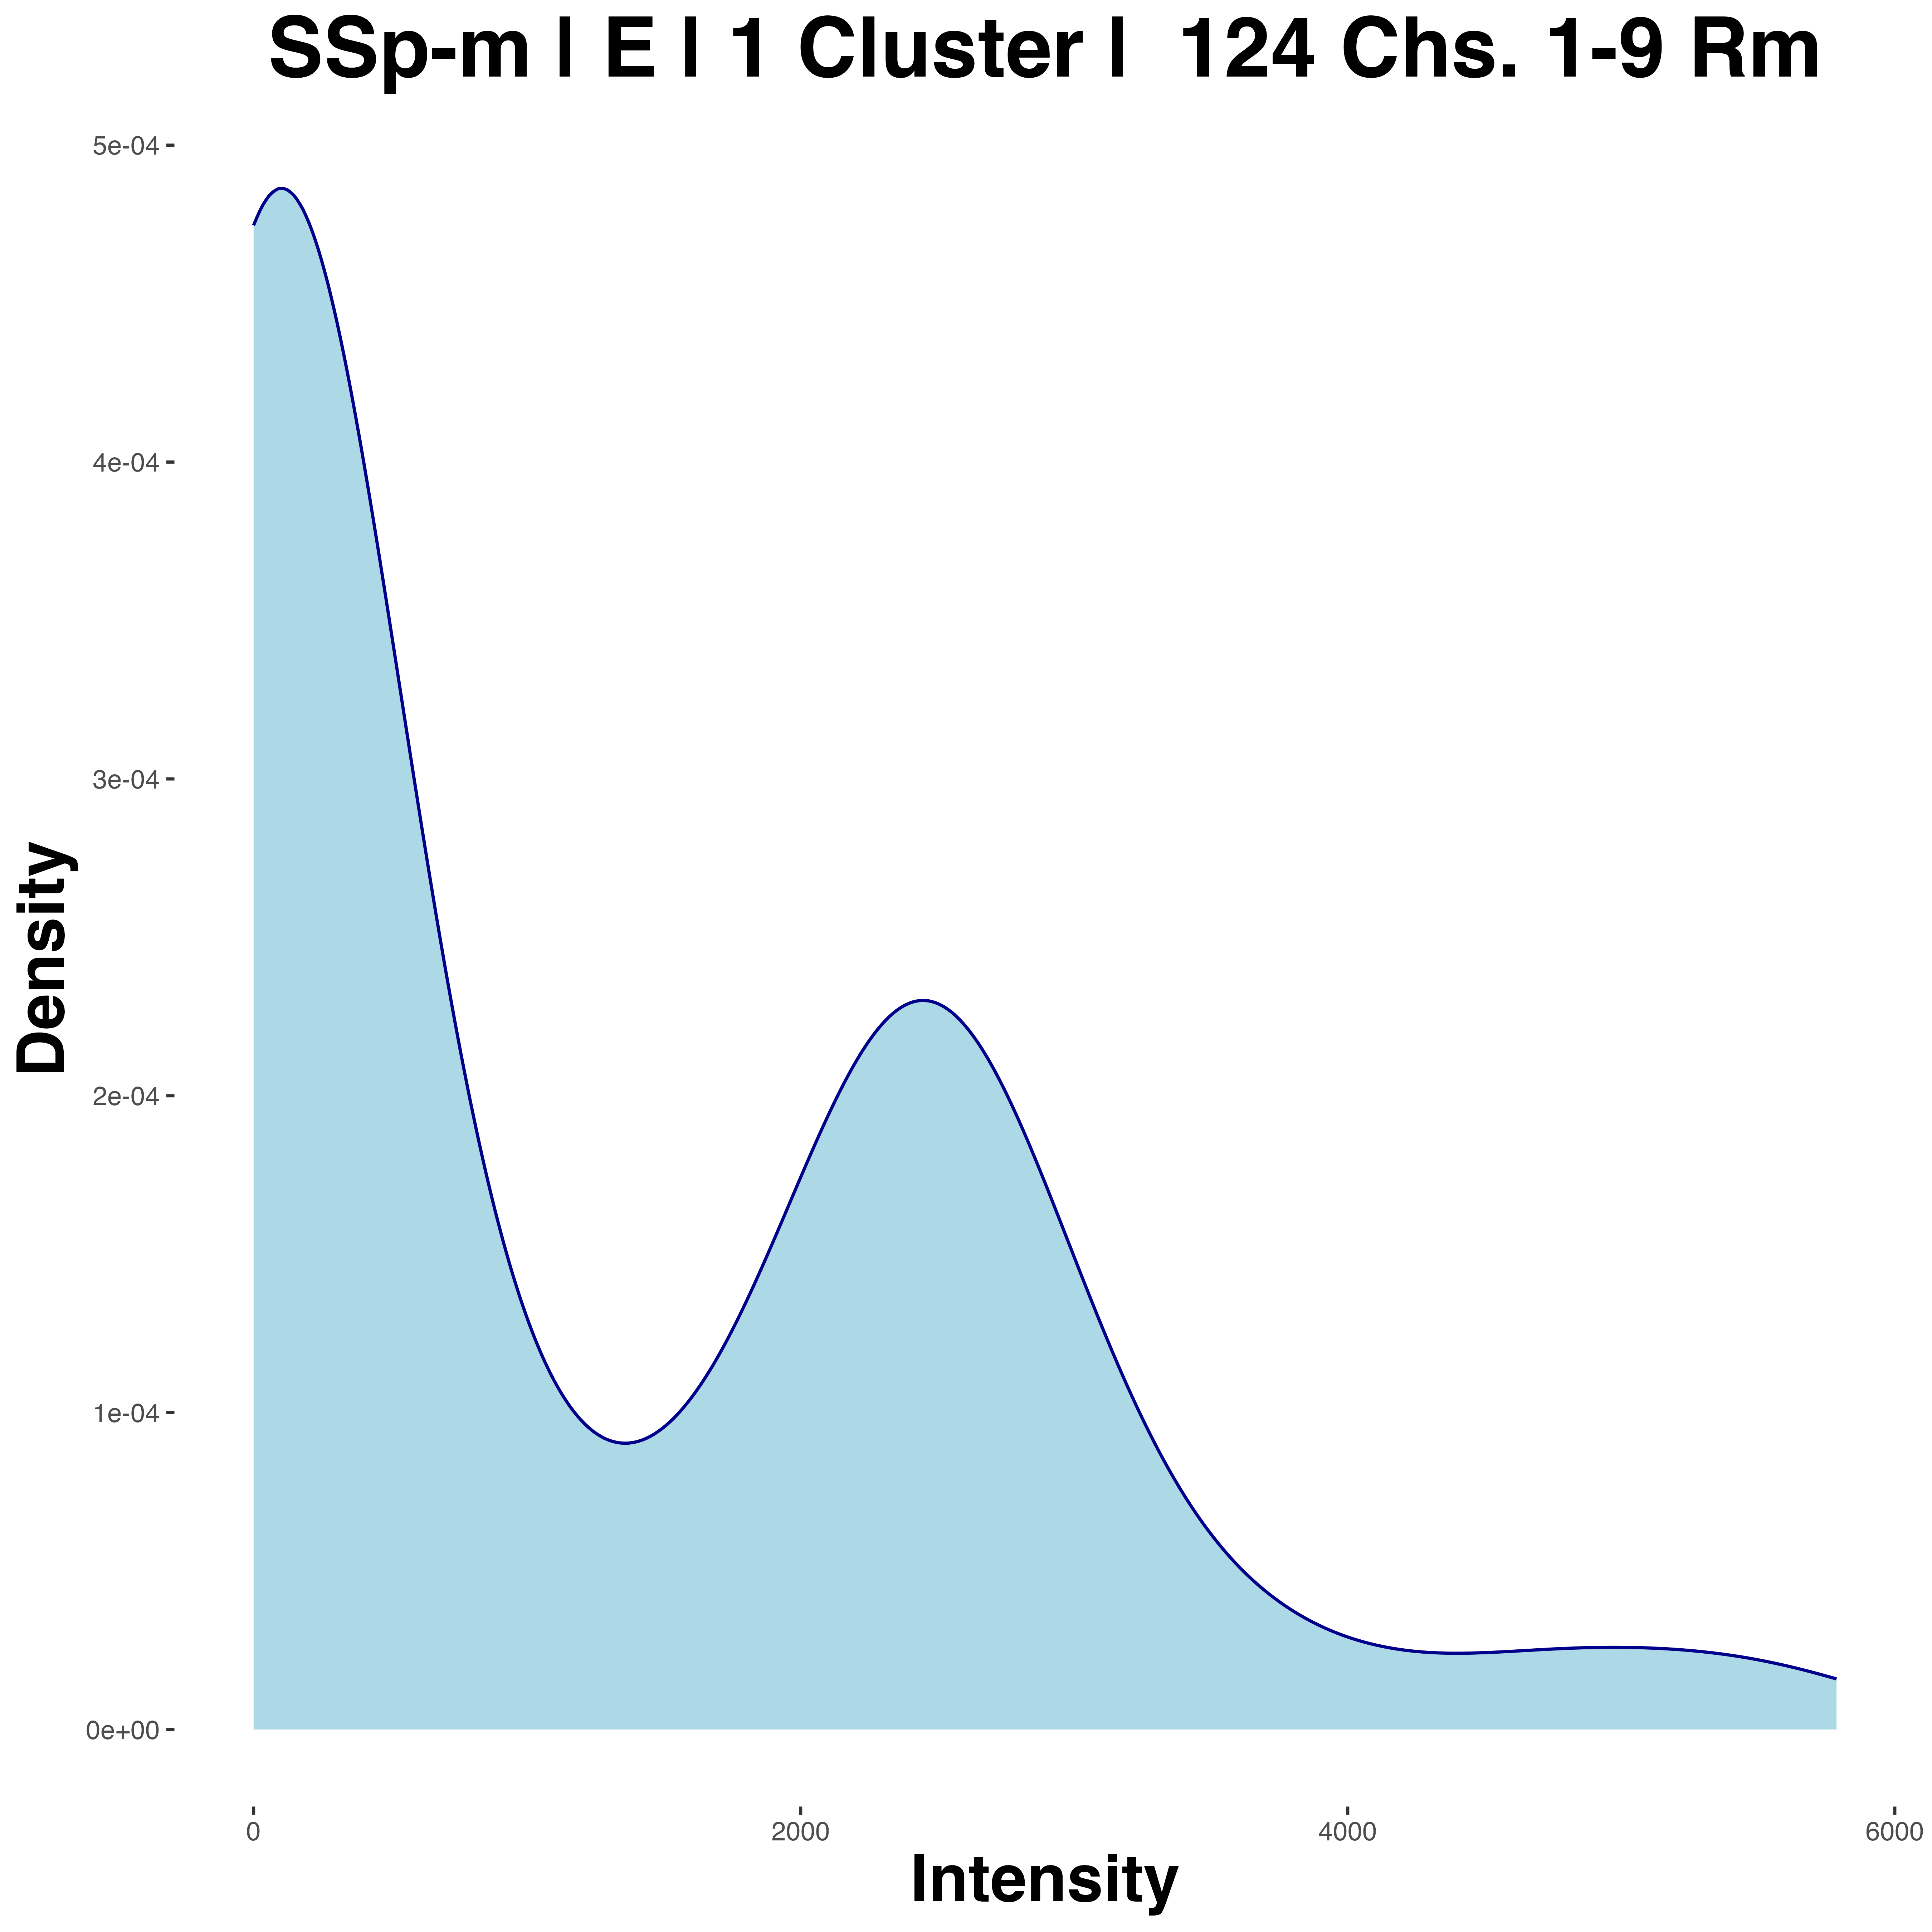 SSp-m | E | 1 Cluster |  124 Chs. 1-9 Rm
5e-04
4e-04
3e-04
2e-04
1e-04
0e+00
Density
0 2000 4000 6000
Intensity